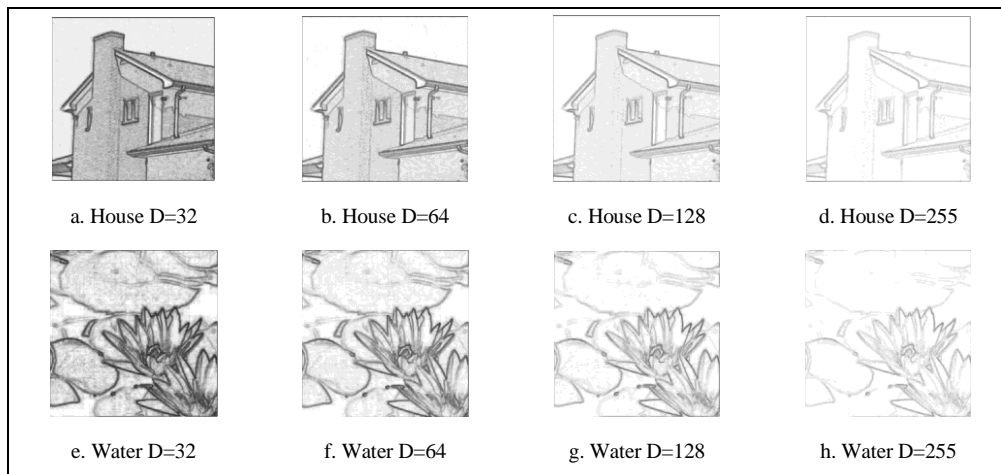 a. House D=32 b. House D=64 c. House D=128 d. House D=255
e. Water D=32 f. Water D=64 g. Water D=128 h. Water D=255